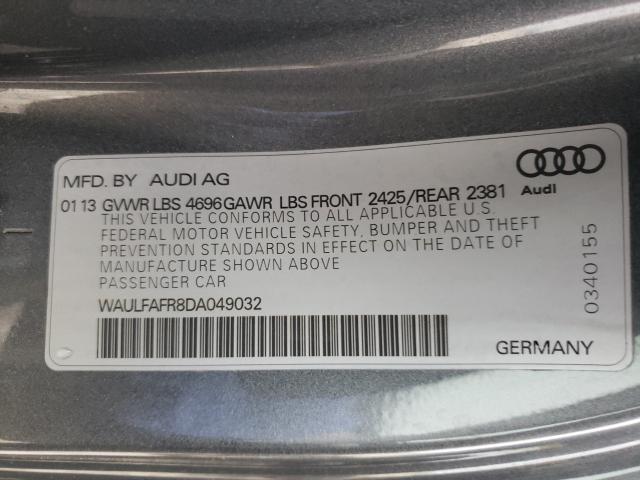 MFD. BY AUDI AG
Audi
01 13 GVWR LBS 4696 GAWR LBS FRONT 2425/REAR 2381
THIS VEHICLE CONFORMS TO ALL APPLICABLE U.S.
FEDERAL MOTOR VEHICLE SAFETY, BUMPER AND THEFT
PREVENTION STANDARDS IN EFFECT ON THE DATE OF
MANUFACTURE SHOWN ABOVE
PASSENGER CAR
WAULFAFR8DA049032
GERMANY
0340155